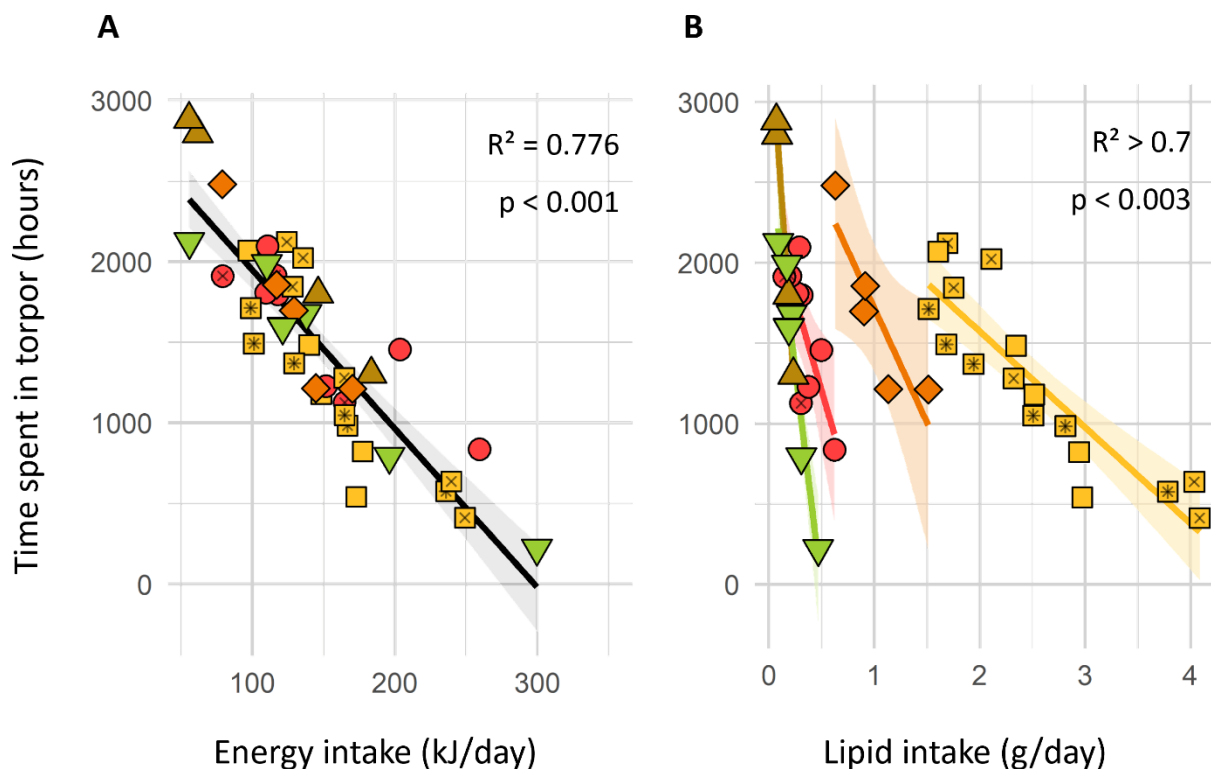 A
B
Time spent in torpor (hours)
3000
2000
1000
0
R² = 0.776
p < 0.001
100
200
300
Energy intake (kJ/day)
3000
2000
1000
0
R² > 0.7
p < 0.003
0
1
2
3
4
Lipid intake (g/day)